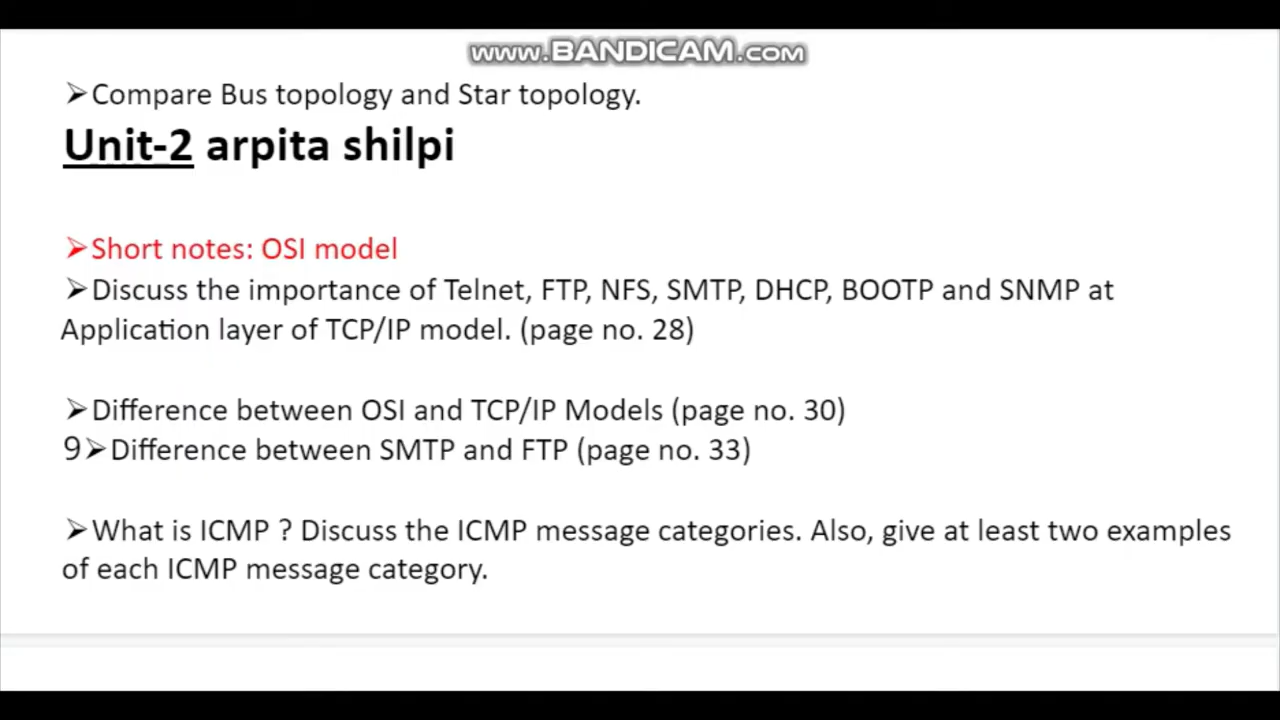 www.BANDICAM.com
➢Compare Bus topology and Star topology.
Unit-2 arpita shilpi
➢Short notes: OSI model
➢Discuss the importance of Telnet, FTP, NFS, SMTP, DHCP, BOOTP and SNMP at
Application layer of TCP/IP model. (page no. 28)
➢Difference between OSI and TCP/IP Models (page no. 30)
9➢Difference between SMTP and FTP (page no. 33)
➢What is ICMP ? Discuss the ICMP message categories. Also, give at least two examples
of each ICMP message category.